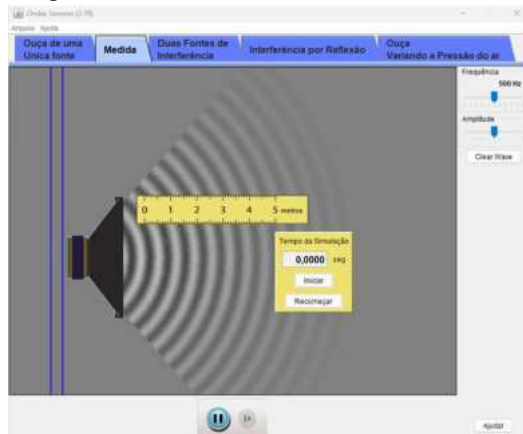 Ondas Sonoras (2.70)
Arquivo Ajuda
Ouça de uma
Única fonte
Medida
Duas Fontes de
Interferência
Interferência por Reflexão
Ouça
Variando a Pressão do ar
Frequência
500 Hz
Amplitude
Clear Wave
0 1 2 3 4 5 metros
Tempo da Simulação
0,0000 seg
Iniciar
Recomeçar
Ajuda!